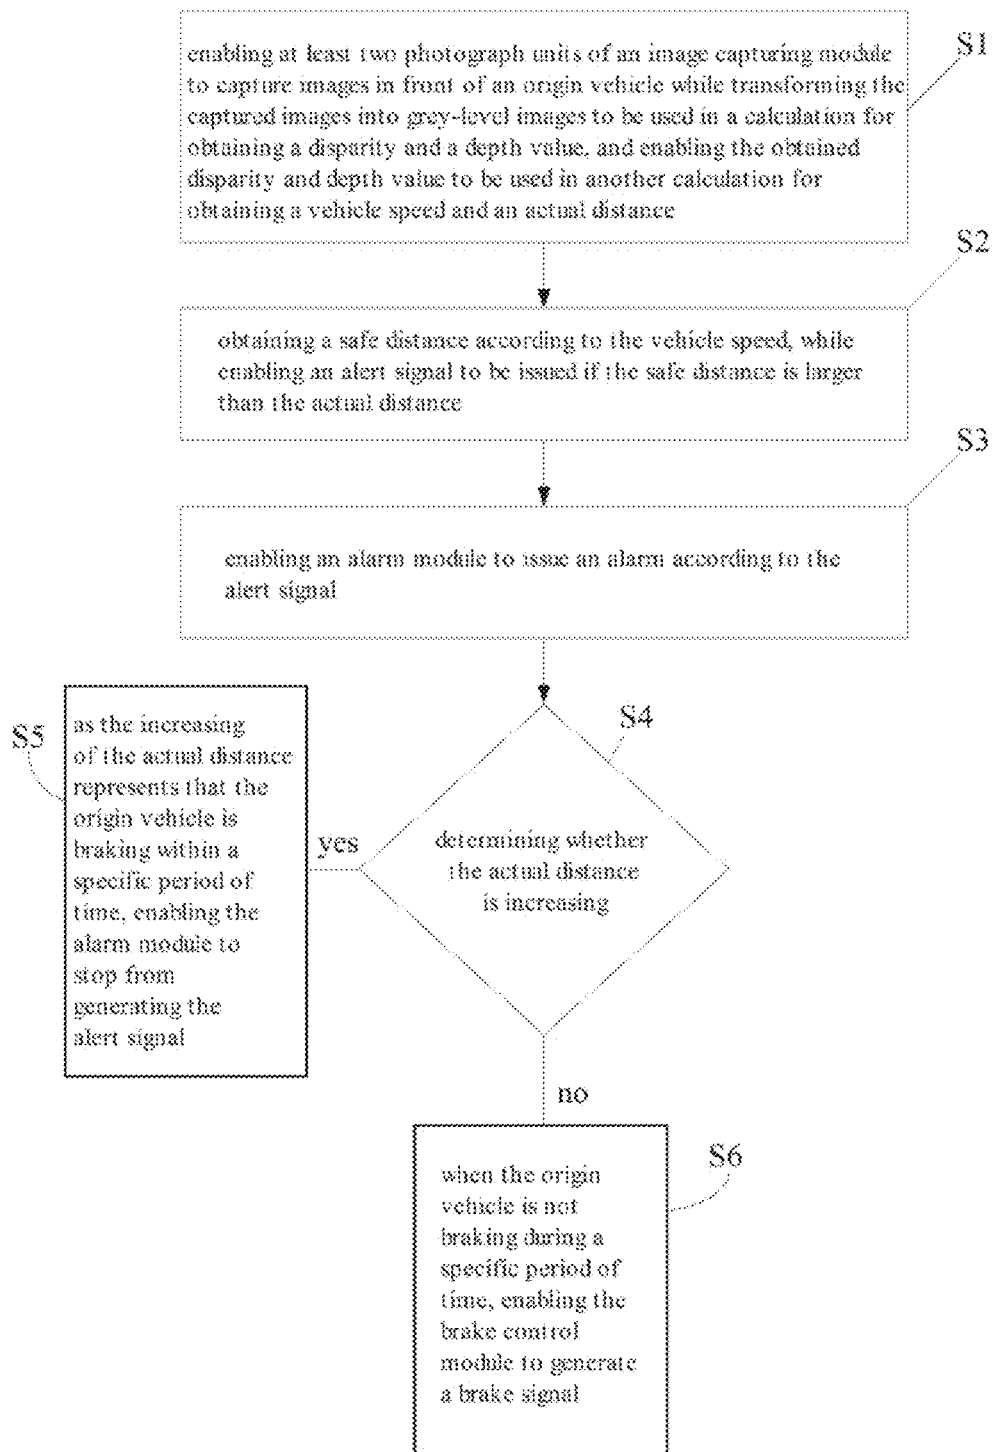 enabling at least two photograph units of an image capturing module
to capture images in front of an origin vehicle while transforming the
captured images into grey-level images to be used in a calculation for
obtaining a disparity and a depth value, and enabling the obtained
disparity and depth value to be used in another calculation for
obtaining a vehicle speed and an actual distance
S1
obtaining a safe distance according to the vehicle speed, while
enabling an alert signal to be issued if the safe distance is larger
than the actual distance
S2
enabling an alarm module to issue an alarm according to the
alert signal
S3
determining whether
the actual distance
is increasing
S4
yes
as the increasing
of the actual distance
represents that the
origin vehicle is
braking within a
specific period of
time, enabling the
alarm module to
stop from
generating the
alert signal
S5
no
when the origin
vehicle is not
braking during a
specific period of
time, enabling the
brake control
module to generate
a brake signal
S6